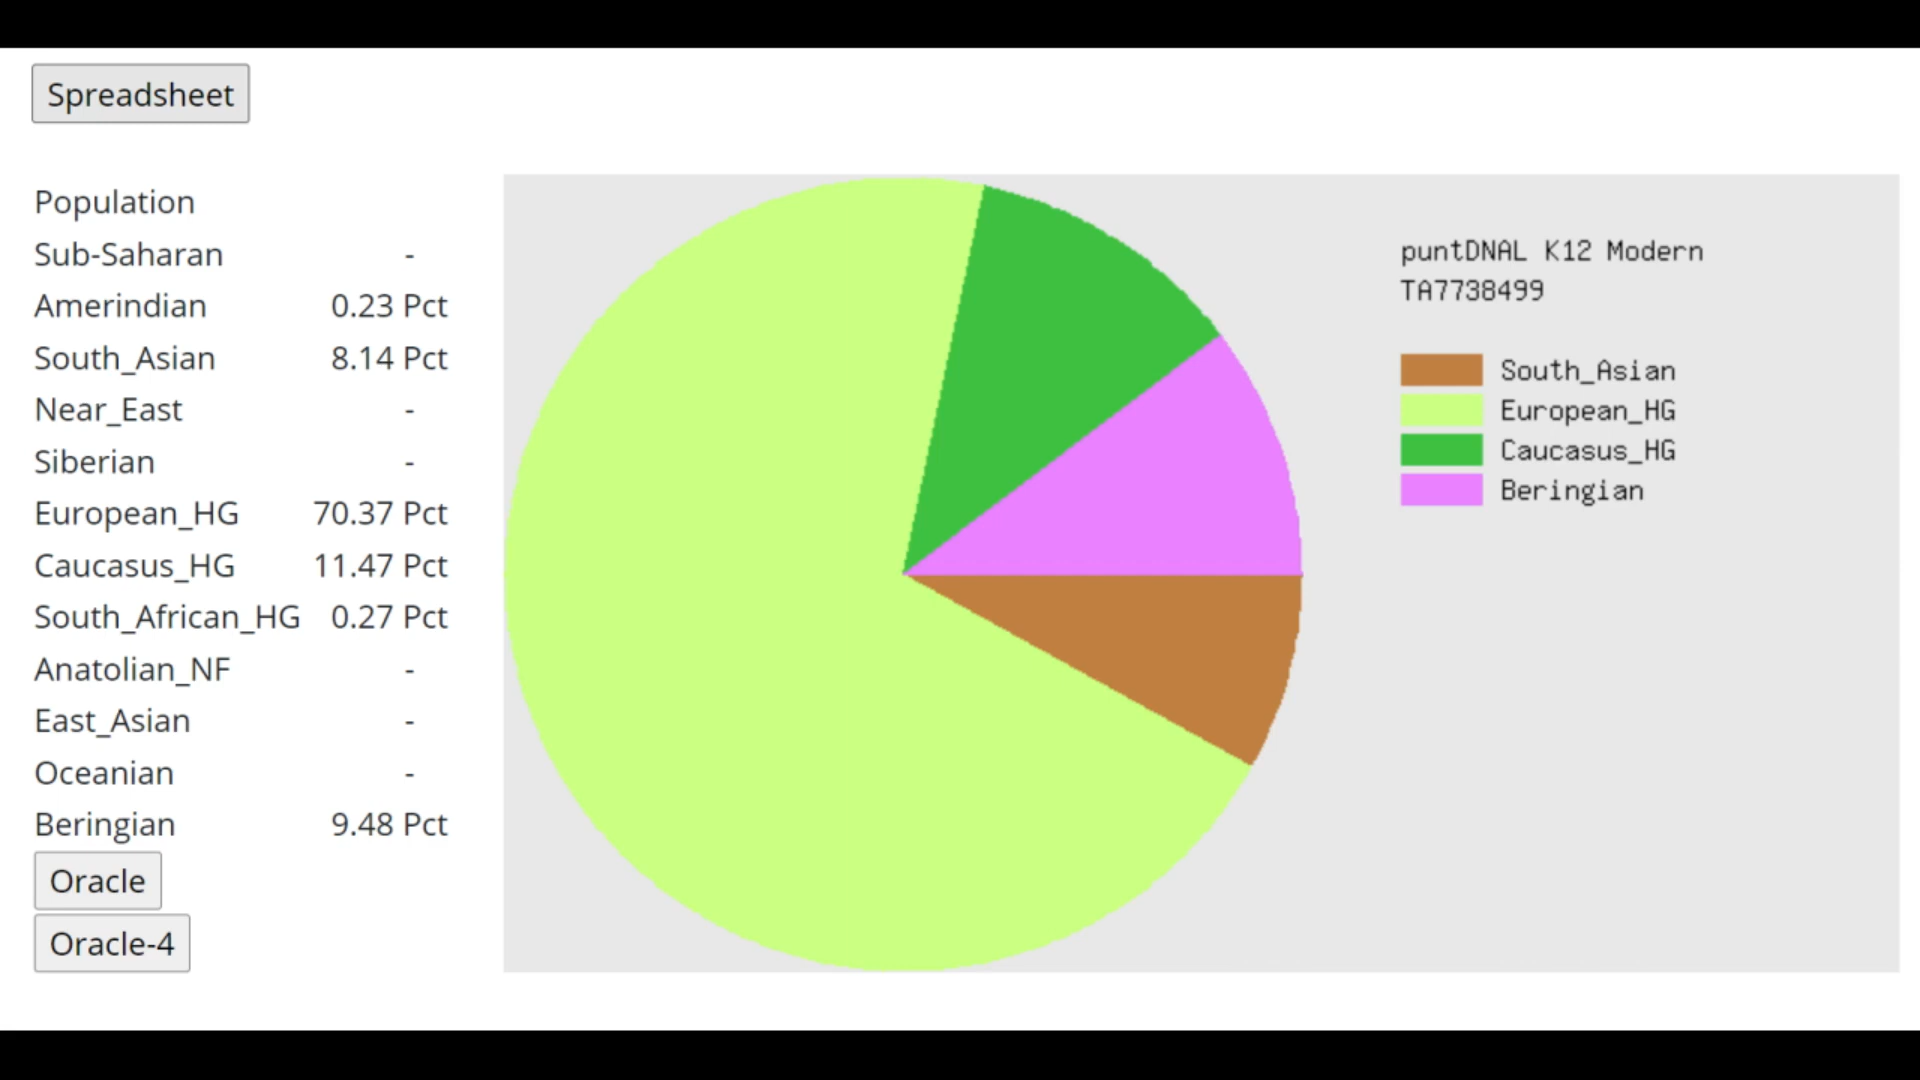 Spreadsheet
Population
Sub-Saharan -
Amerindian 0.23 Pct
South_Asian 8.14 Pct
Near_East -
Siberian -
European_HG 70.37 Pct
Caucasus_HG 11.47 Pct
South_African_HG 0.27 Pct
Anatolian_NF -
East_Asian -
Oceanian -
Beringian 9.48 Pct
Oracle
Oracle-4
puntDNAL K12 Modern
TA7738499
South_Asian
European_HG
Caucasus_HG
Beringian